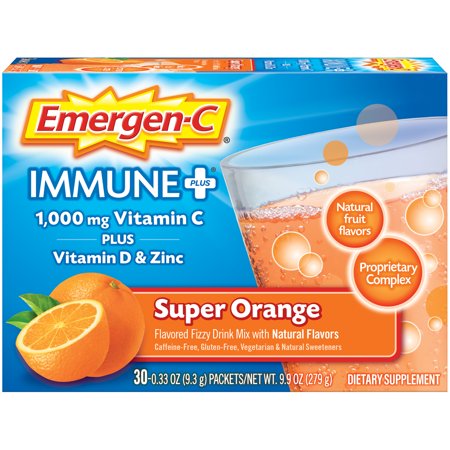 Emergen-C®
IMMUNE+ PLUS®
1,000 mg Vitamin C
PLUS
Vitamin D & Zinc
Natural
fruit
flavors
Proprietary
Complex
Super Orange
Flavored Fizzy Drink Mix with Natural Flavors
Caffeine-Free, Gluten-Free, Vegetarian & Natural Sweeteners
30-0.33 OZ (9.3 g) PACKETS/NET WT. 9.9 OZ (279 g) DIETARY SUPPLEMENT